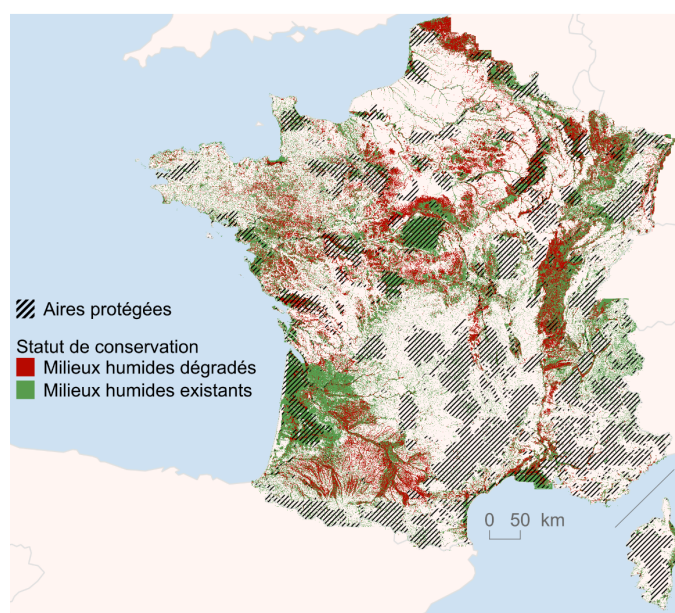 Aires protégées
Statut de conservation
Milieux humides dégradés
Milieux humides existants
0 50 km